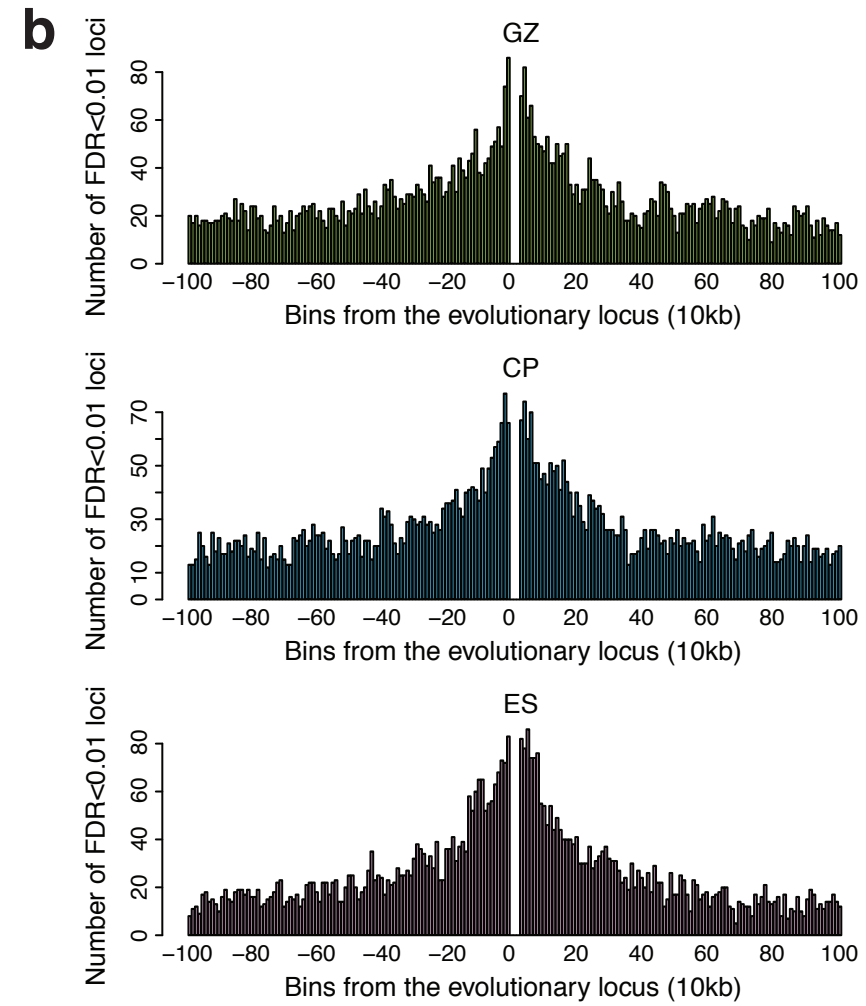 b
GZ
Number of FDR<0.01 loci
0 20 40 60 80
−100 −80 −60 −40 −20 0 20 40 60 80 100
Bins from the evolutionary locus (10kb)
CP
Number of FDR<0.01 loci
0 10 30 50 70
−100 −80 −60 −40 −20 0 20 40 60 80 100
Bins from the evolutionary locus (10kb)
ES
Number of FDR<0.01 loci
0 20 40 60 80
−100 −80 −60 −40 −20 0 20 40 60 80 100
Bins from the evolutionary locus (10kb)